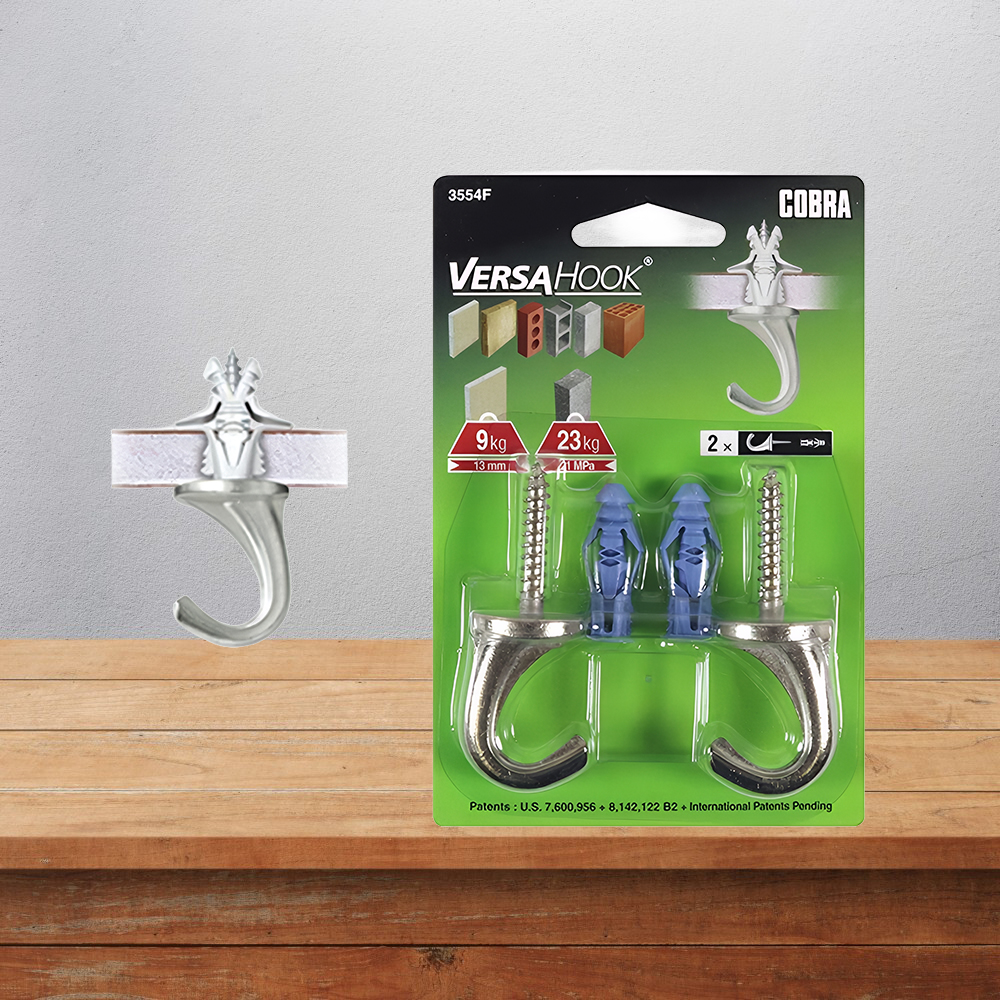 3554F
COBRA
VERSAHOOK®
9kg
23kg
13 mm
21 MPa
2 x
Patents : U.S. 7,600,956 + 8,142,122 B2 + International Patents Pending